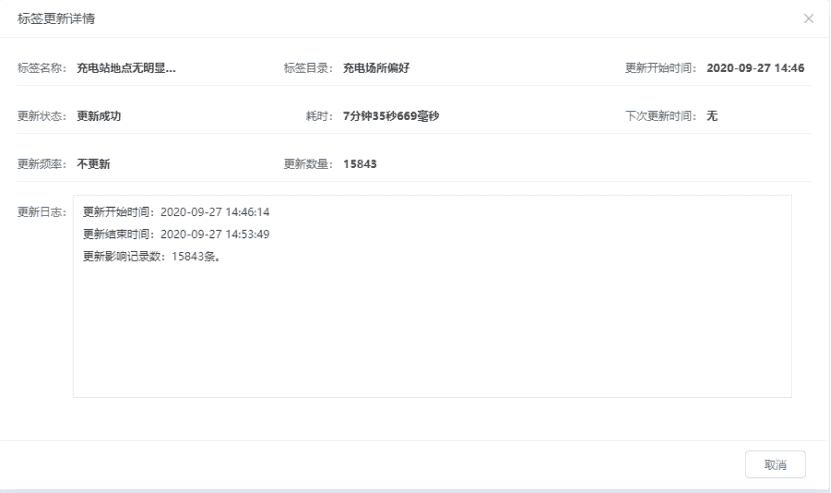 标签更新详情
标签名称： 充电站地点无明显... 标签目录： 充电场所偏好 更新开始时间： 2020-09-27 14:46
更新状态： 更新成功 耗时： 7分钟35秒669毫秒 下次更新时间： 无
更新频率： 不更新 更新数量： 15843
更新日志： 更新开始时间：2020-09-27 14:46:14
更新结束时间：2020-09-27 14:53:49
更新影响记录数：15843条。
取消